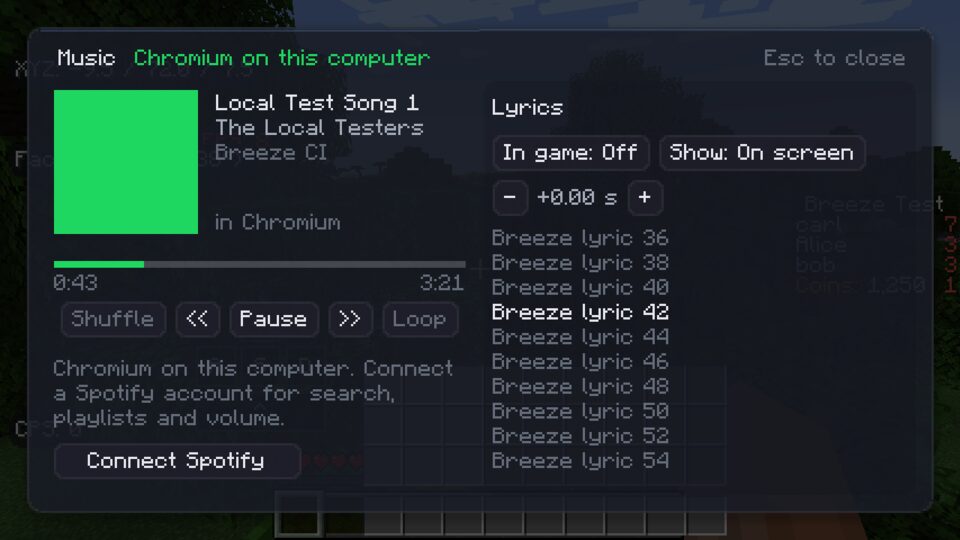 Music Chromium on this computer
Esc to close
Local Test Song 1
The Local Testers
Breeze CI
in Chromium
0:43
3:21
Shuffle
<<
Pause
>>
Loop
Chromium on this computer. Connect
a Spotify account for search,
playlists and volume.
Connect Spotify
Lyrics
In game: Off
Show: On screen
- +0.00 s +
Breeze lyric 36
Breeze lyric 38
Breeze lyric 40
Breeze lyric 42
Breeze lyric 44
Breeze lyric 46
Breeze lyric 48
Breeze lyric 50
Breeze lyric 52
Breeze lyric 54
Breeze Test
carl 7
Alice 3
bob 3
Coins: 1,250 1